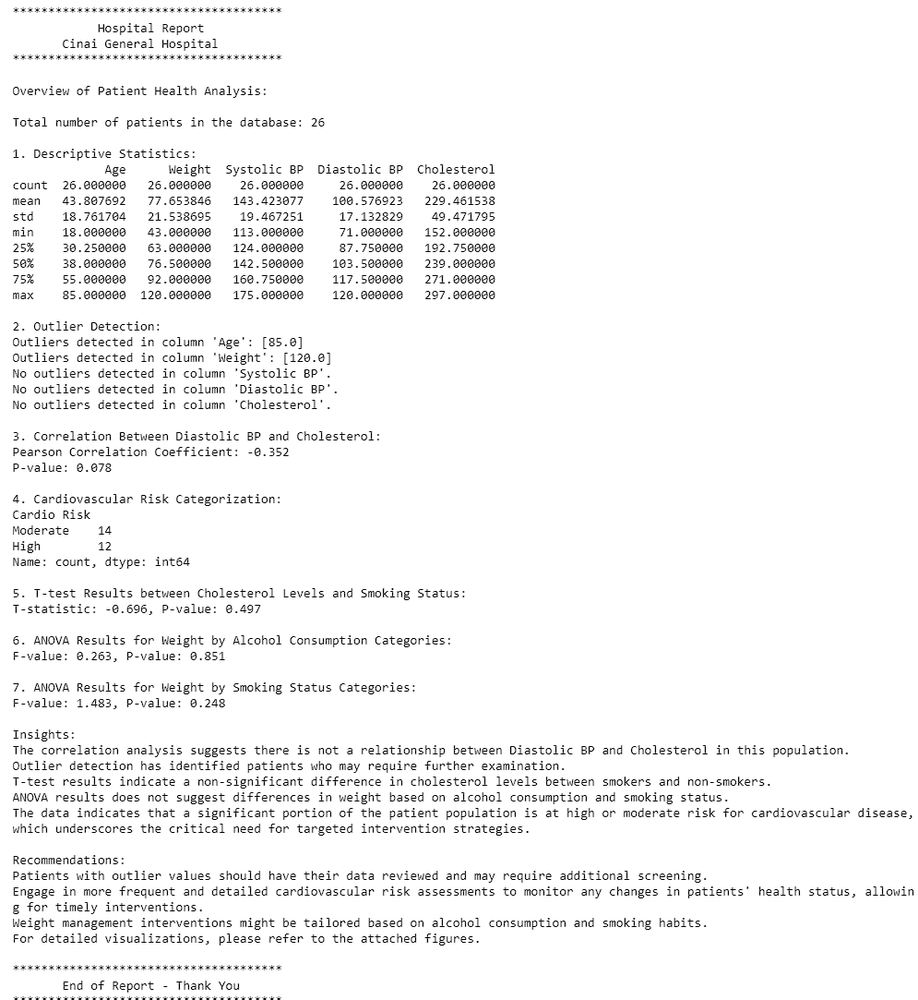 **************************************
            Hospital Report
       Cinai General Hospital
**************************************

Overview of Patient Health Analysis:

Total number of patients in the database: 26

1. Descriptive Statistics:
             Age      Weight  Systolic BP  Diastolic BP  Cholesterol
count  26.000000   26.000000    26.000000     26.000000    26.000000
mean   43.807692   77.653846   143.423077    100.576923   229.461538
std    18.761704   21.538695    19.467251     17.132829    49.471795
min    18.000000   43.000000   113.000000     71.000000   152.000000
25%    30.250000   63.000000   124.000000     87.750000   192.750000
50%    38.000000   76.500000   142.500000    103.500000   239.000000
75%    55.000000   92.000000   160.750000    117.500000   271.000000
max    85.000000  120.000000   175.000000    120.000000   297.000000

2. Outlier Detection:
Outliers detected in column 'Age': [85.0]
Outliers detected in column 'Weight': [120.0]
No outliers detected in column 'Systolic BP'.
No outliers detected in column 'Diastolic BP'.
No outliers detected in column 'Cholesterol'.

3. Correlation Between Diastolic BP and Cholesterol:
Pearson Correlation Coefficient: -0.352
P-value: 0.078

4. Cardiovascular Risk Categorization:
Cardio Risk
Moderate    14
High        12
Name: count, dtype: int64

5. T-test Results between Cholesterol Levels and Smoking Status:
T-statistic: -0.696, P-value: 0.497

6. ANOVA Results for Weight by Alcohol Consumption Categories:
F-value: 0.263, P-value: 0.851

7. ANOVA Results for Weight by Smoking Status Categories:
F-value: 1.483, P-value: 0.248

Insights:
The correlation analysis suggests there is not a relationship between Diastolic BP and Cholesterol in this population.
Outlier detection has identified patients who may require further examination.
T-test results indicate a non-significant difference in cholesterol levels between smokers and non-smokers.
ANOVA results does not suggest differences in weight based on alcohol consumption and smoking status.
The data indicates that a significant portion of the patient population is at high or moderate risk for cardiovascular disease,
which underscores the critical need for targeted intervention strategies.

Recommendations:
Patients with outlier values should have their data reviewed and may require additional screening.
Engage in more frequent and detailed cardiovascular risk assessments to monitor any changes in patients' health status, allowin
g for timely interventions.
Weight management interventions might be tailored based on alcohol consumption and smoking habits.
For detailed visualizations, please refer to the attached figures.

**************************************
       End of Report - Thank You
**************************************